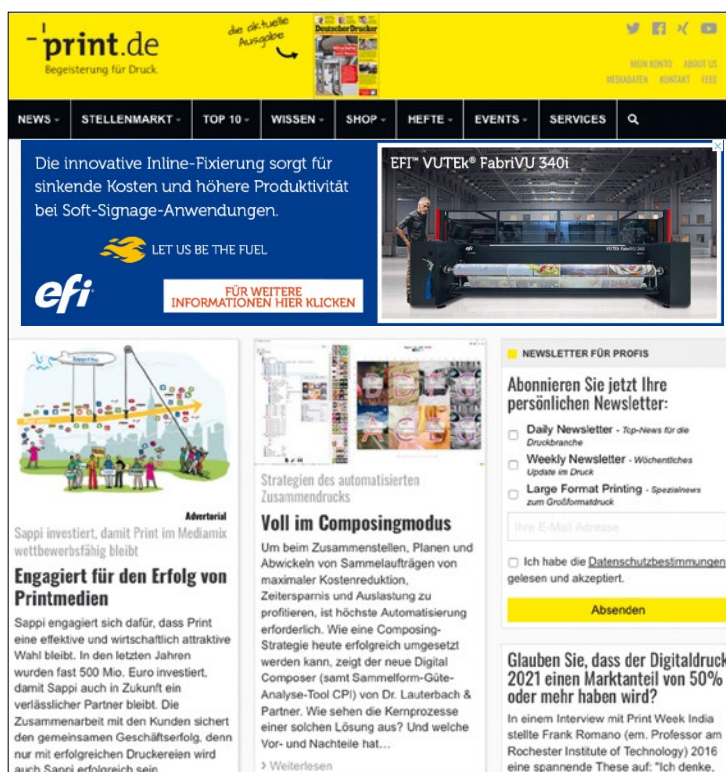 print.de
Begeisterung für Druck.
die aktuelle
Ausgabe
Deutscher Drucker
MEIN KONTO ABOUT US
MEDIADATEN KONTAKT FEED
NEWS STELLENMARKT TOP 10 WISSEN SHOP HEFTE EVENTS SERVICES
Die innovative Inline-Fixierung sorgt für
sinkende Kosten und höhere Produktivität
bei Soft-Signage-Anwendungen.
LET US BE THE FUEL
efi
FÜR WEITERE
INFORMATIONEN HIER KLICKEN
EFI™ VUTEk® FabriVU 340i
efi
VUTEk FabriVU 340i
Advertorial
Sappi investiert, damit Print im Mediamix
wettbewerbsfähig bleibt
Engagiert für den Erfolg von
Printmedien
Sappi engagiert sich dafür, dass Print
eine effektive und wirtschaftlich attraktive
Wahl bleibt. In den letzten Jahren
wurden fast 500 Mio. Euro investiert,
damit Sappi auch in Zukunft ein
verlässlicher Partner bleibt. Die
Zusammenarbeit mit den Kunden sichert
den gemeinsamen Geschäftserfolg, denn
nur mit erfolgreichen Druckereien wird
auch Sappi erfolgreich sein.
Strategien des automatisierten
Zusammendrucks
Voll im Composingmodus
Um beim Zusammenstellen, Planen und
Abwickeln von Sammelaufträgen von
maximaler Kostenreduktion,
Zeitersparnis und Auslastung zu
profitieren, ist höchste Automatisierung
erforderlich. Wie eine Composing-
Strategie heute erfolgreich umgesetzt
werden kann, zeigt der neue Digital
Composer (samt Sammelform-Güte-
Analyse-Tool CPI) von Dr. Lauterbach &
Partner. Wie sehen die Kernprozesse
einer solchen Lösung aus? Und welche
Vor- und Nachteile hat…
› Weiterlesen
NEWSLETTER FÜR PROFIS
Abonnieren Sie jetzt Ihre
persönlichen Newsletter:
Daily Newsletter - Top-News für die
Druckbranche
Weekly Newsletter - Wöchentliches
Update im Druck
Large Format Printing - Spezialnews
zum Großformatdruck
Ihre E-Mail Adresse
Ich habe die Datenschutzbestimmungen
gelesen und akzeptiert.
Absenden
Glauben Sie, dass der Digitaldruck
2021 einen Marktanteil von 50%
oder mehr haben wird?
In einem Interview mit Print Week India
stellte Frank Romano (em. Professor am
Rochester Institute of Technology) 2016
eine spannende These auf: "Ich denke,